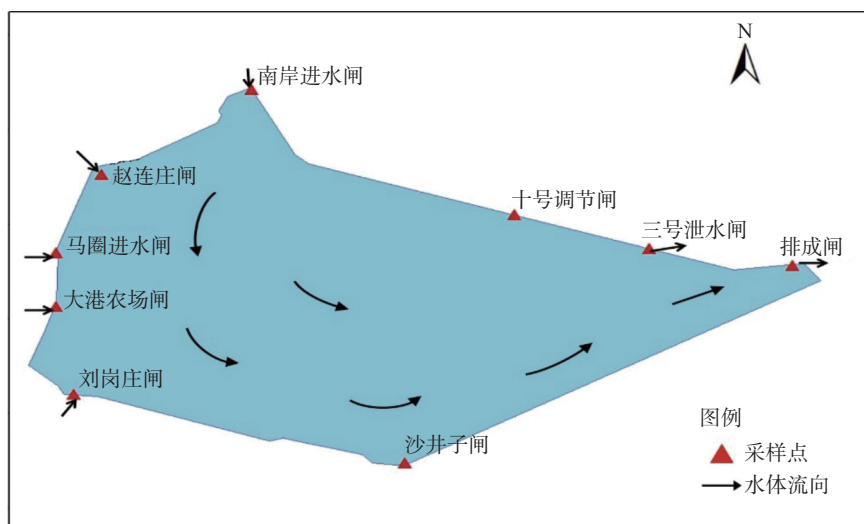 N
南岸进水闸
赵连庄闸
十号调节闸
三号泄水闸
马圈进水闸
排咸闸
大港农场闸
刘岗庄闸
沙井子闸
图例
采样点
水体流向